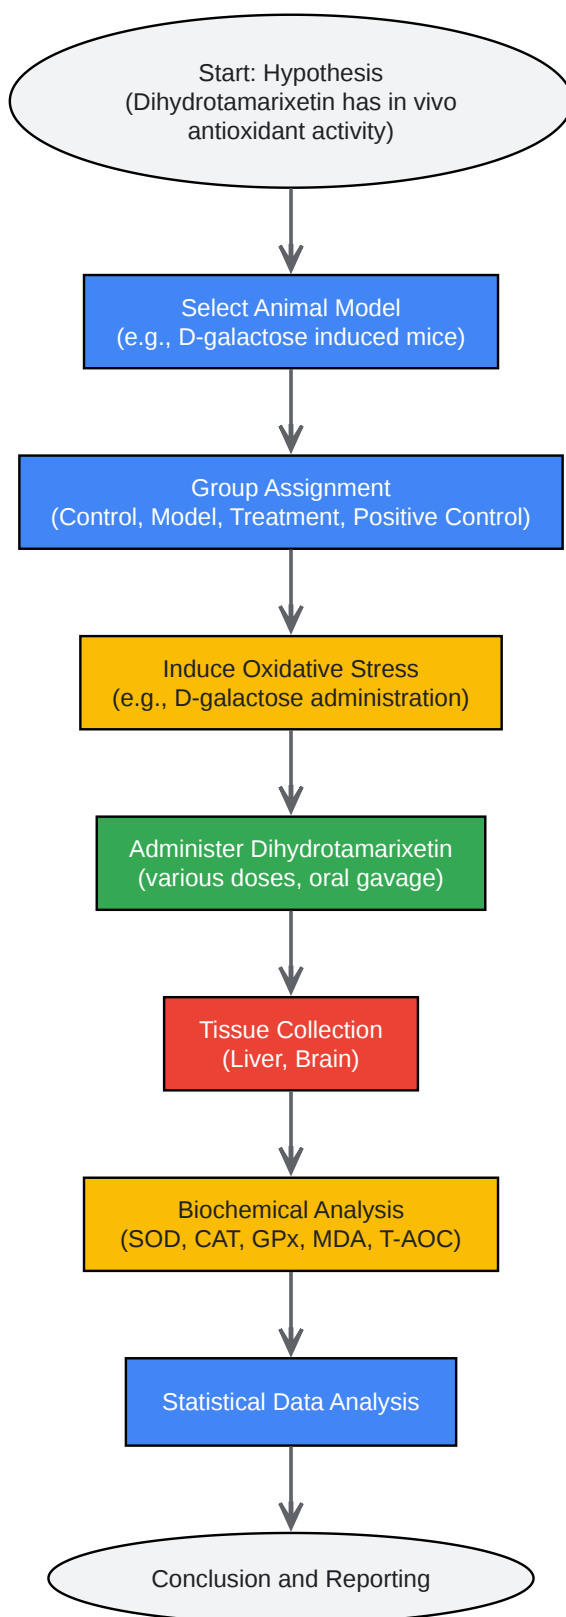 Start: Hypothesis
(Dihydrotamarixetin has in vivo
antioxidant activity)
Select Animal Model
(e.g., D-galactose induced mice)
Group Assignment
(Control, Model, Treatment, Positive Control)
Induce Oxidative Stress
(e.g., D-galactose administration)
Administer Dihydrotamarixetin
(various doses, oral gavage)
Tissue Collection
(Liver, Brain)
Biochemical Analysis
(SOD, CAT, GPx, MDA, T-AOC)
Statistical Data Analysis
Conclusion and Reporting